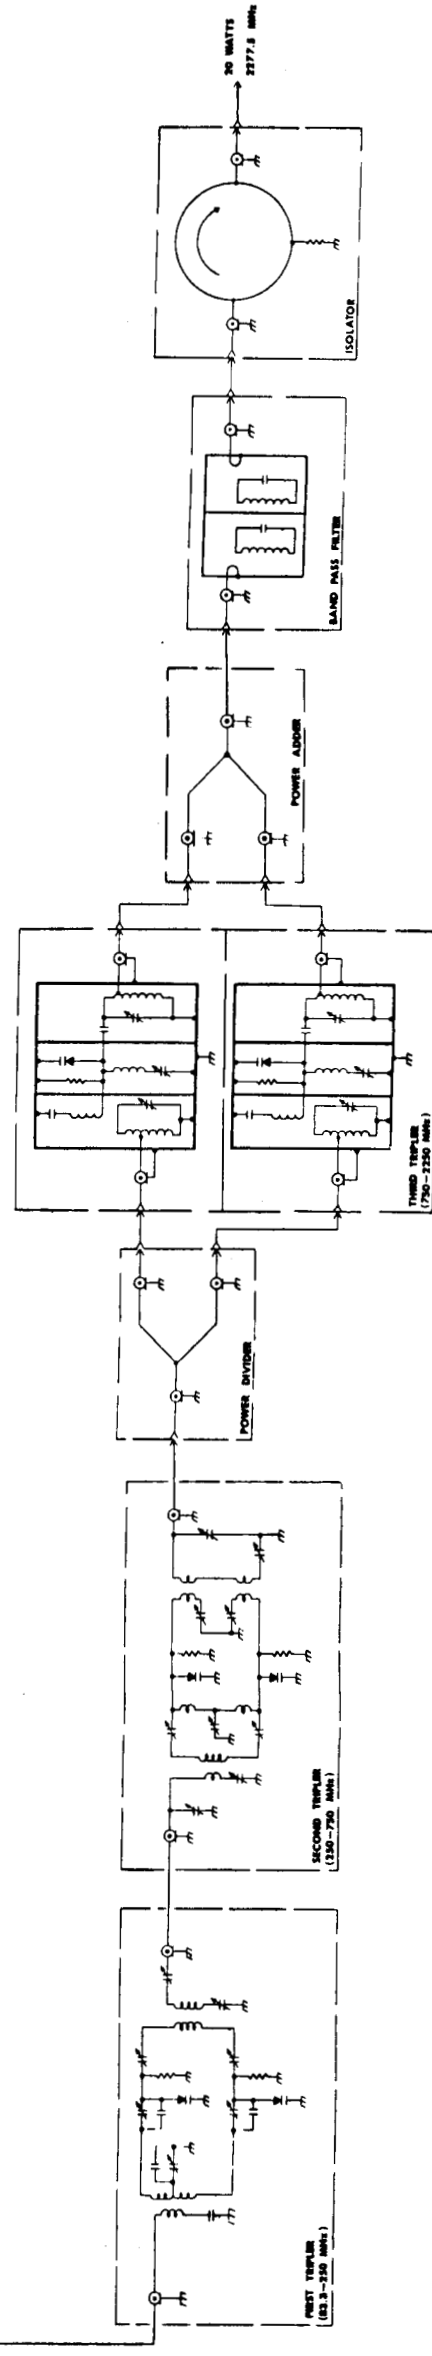 FIRST TRIPLER
(83.3-250 MHz)
SECOND TRIPLER
(250-750 MHz)
POWER DIVIDER
THIRD TRIPLER
(750-2250 MHz)
POWER ADDER
BAND PASS FILTER
ISOLATOR
20 WATTS
2277.5 MHz